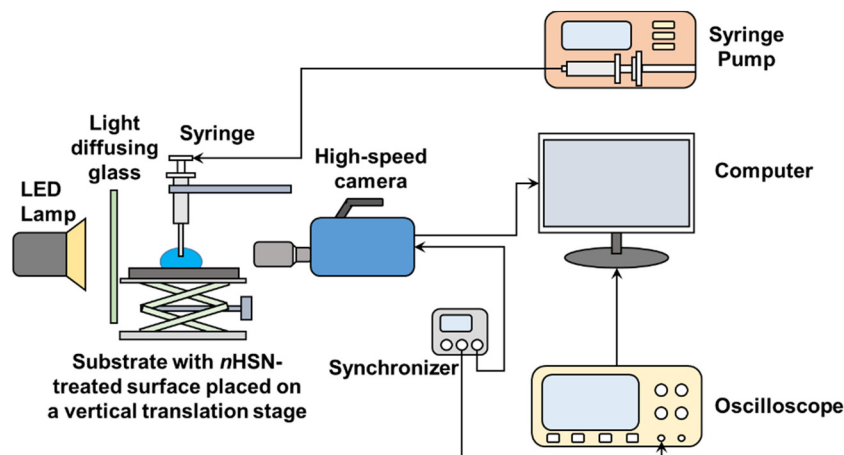 Syringe
Pump
Light
diffusing
glass
Syringe
High-speed
camera
Computer
LED
Lamp
Substrate with nHSN-
treated surface placed on
a vertical translation stage
Synchronizer
Oscilloscope